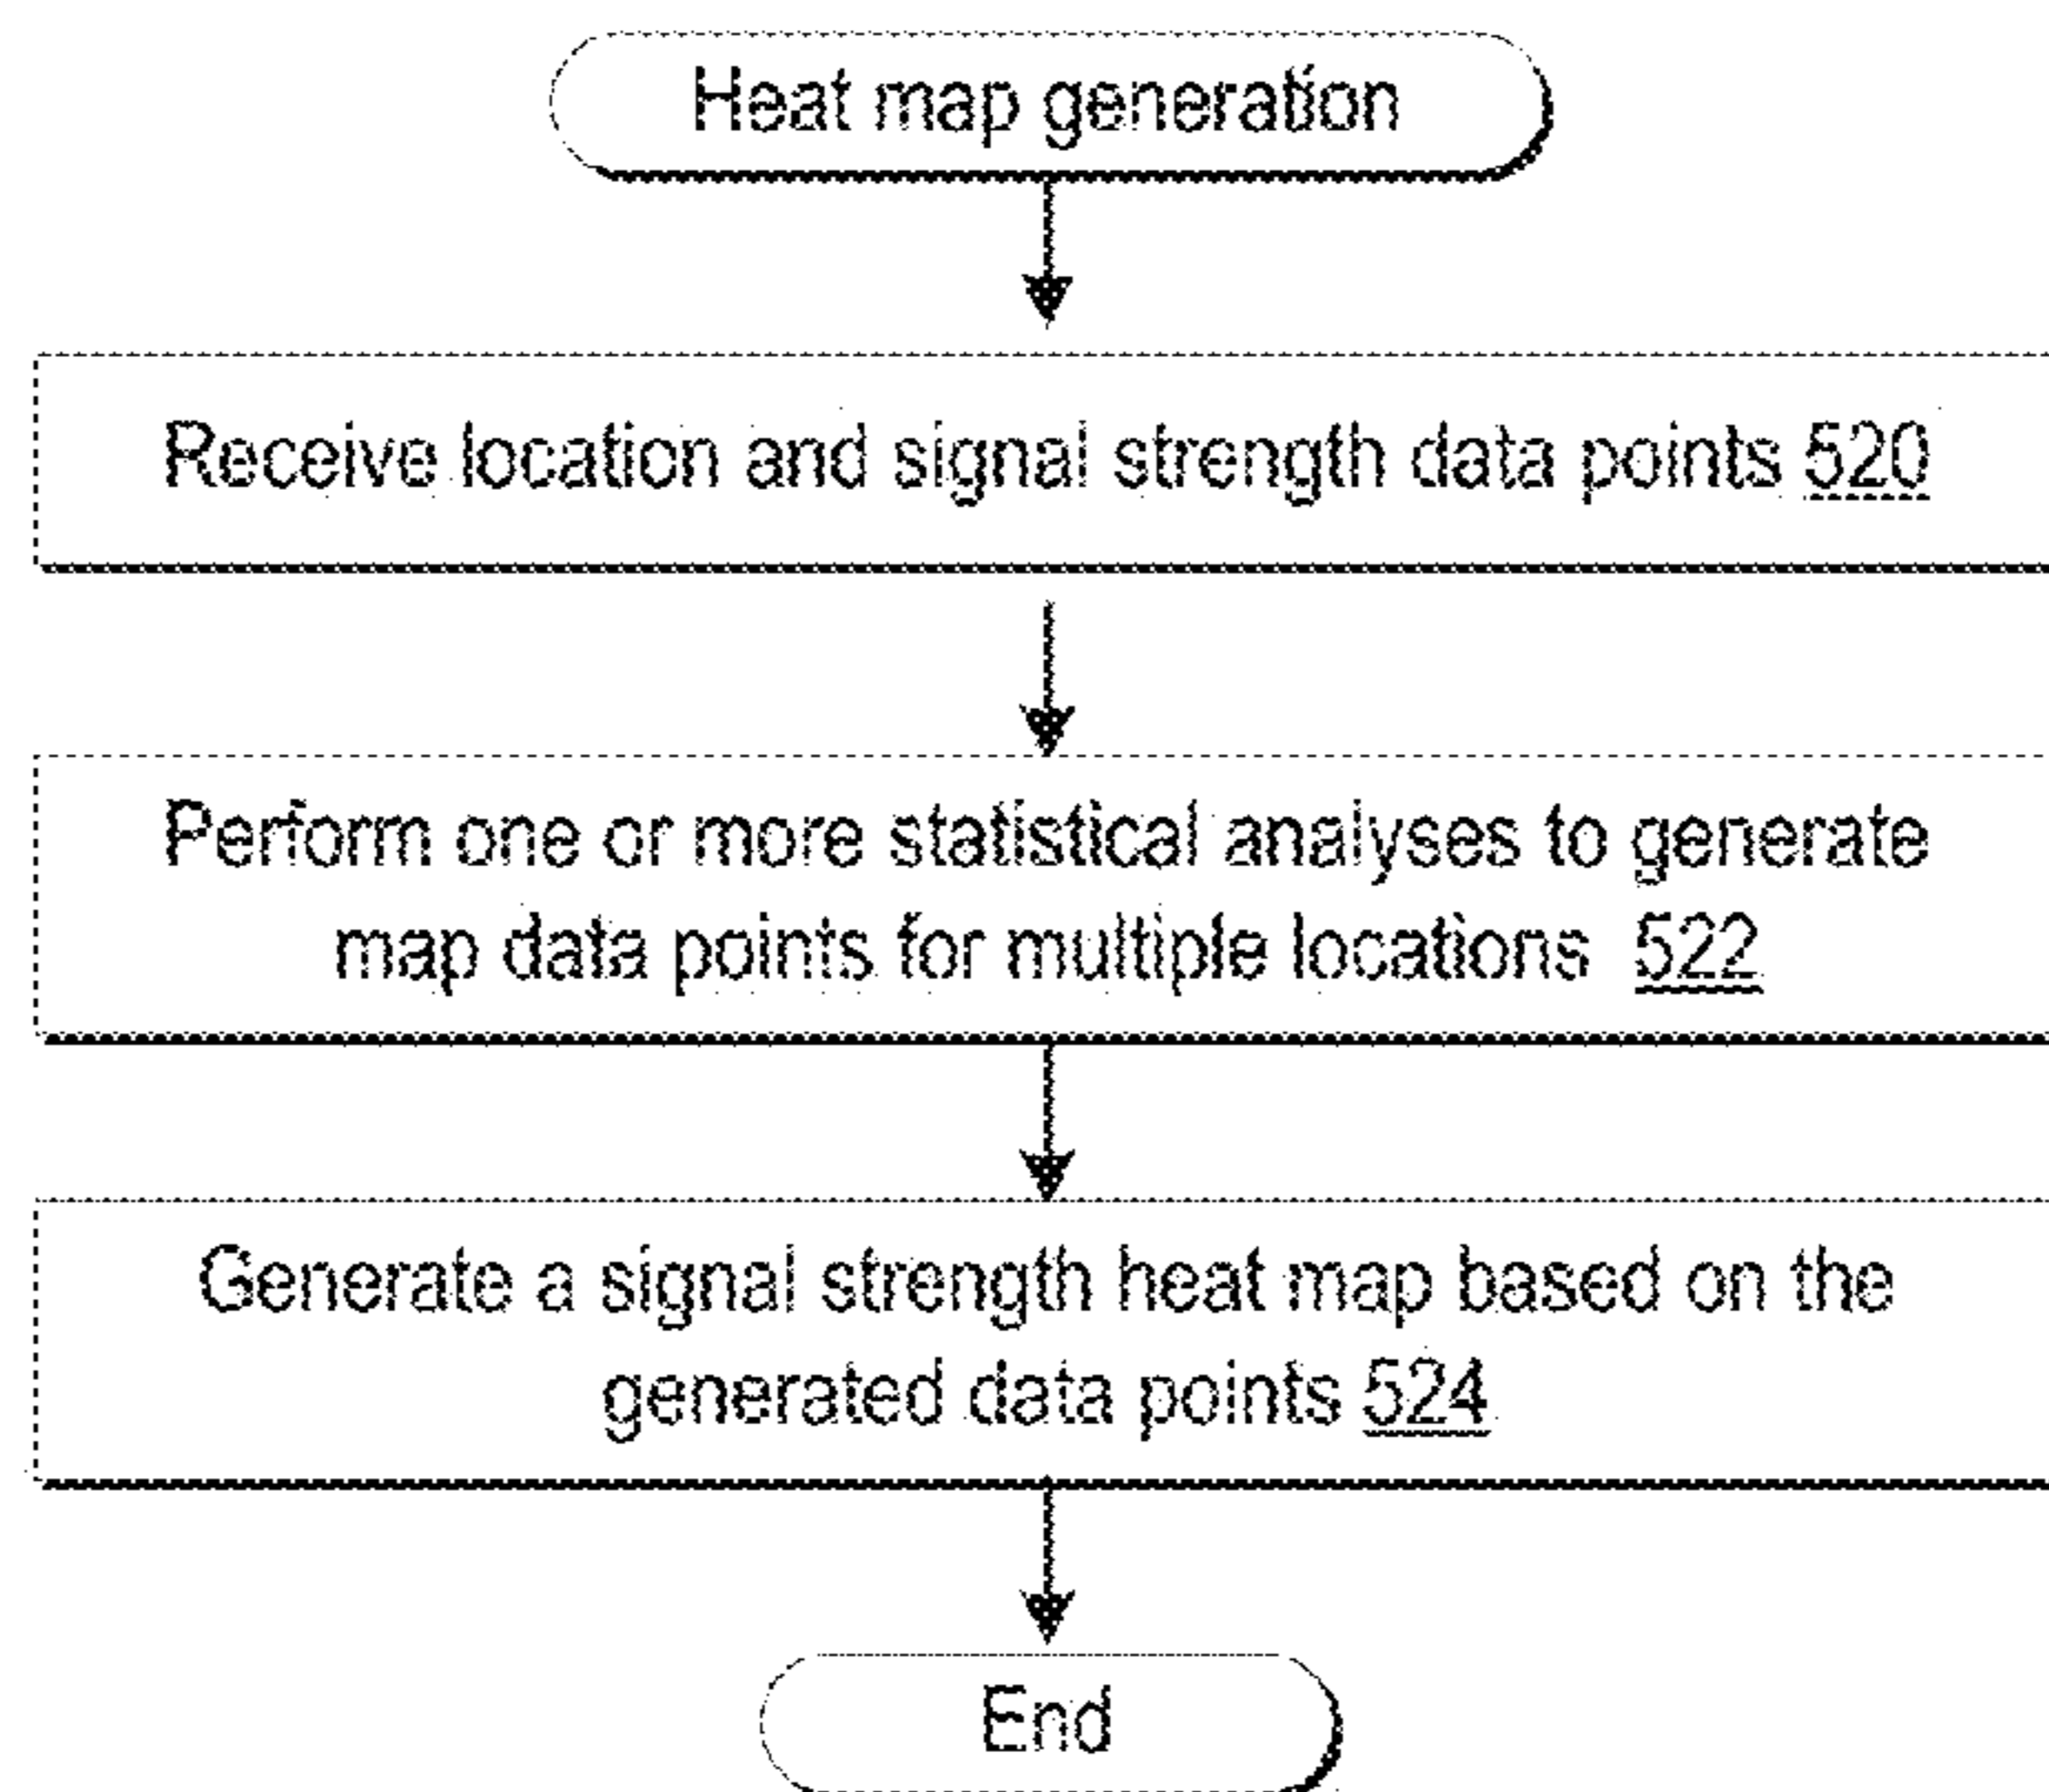 Heat map generation
Receive location and signal strength data points 520
Perform one or more statistical analyses to generate
map data points for multiple locations 522
Generate a signal strength heat map based on the
generated data points 524
End